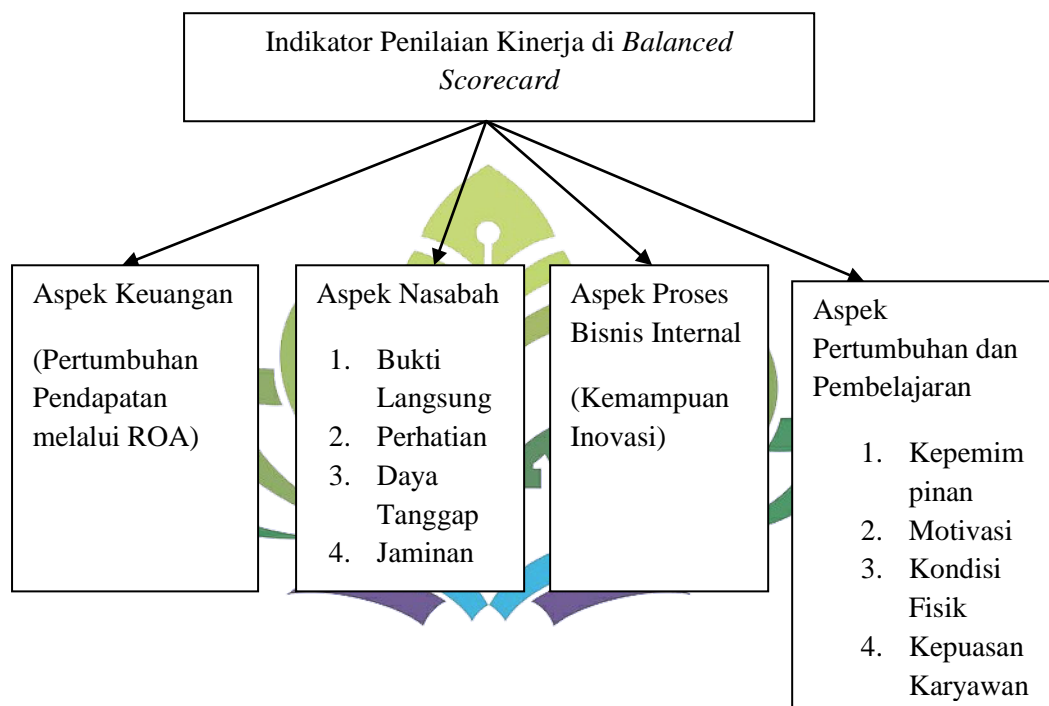 Indikator Penilaian Kinerja di Balanced
Scorecard
Aspek Keuangan
(Pertumbuhan
Pendapatan
melalui ROA)
Aspek Nasabah
1. Bukti
Langsung
2. Perhatian
3. Daya
Tanggap
4. Jaminan
Aspek Proses
Bisnis Internal
(Kemampuan
Inovasi)
Aspek
Pertumbuhan dan
Pembelajaran
1. Kepemim
pinan
2. Motivasi
3. Kondisi
Fisik
4. Kepuasan
Karyawan